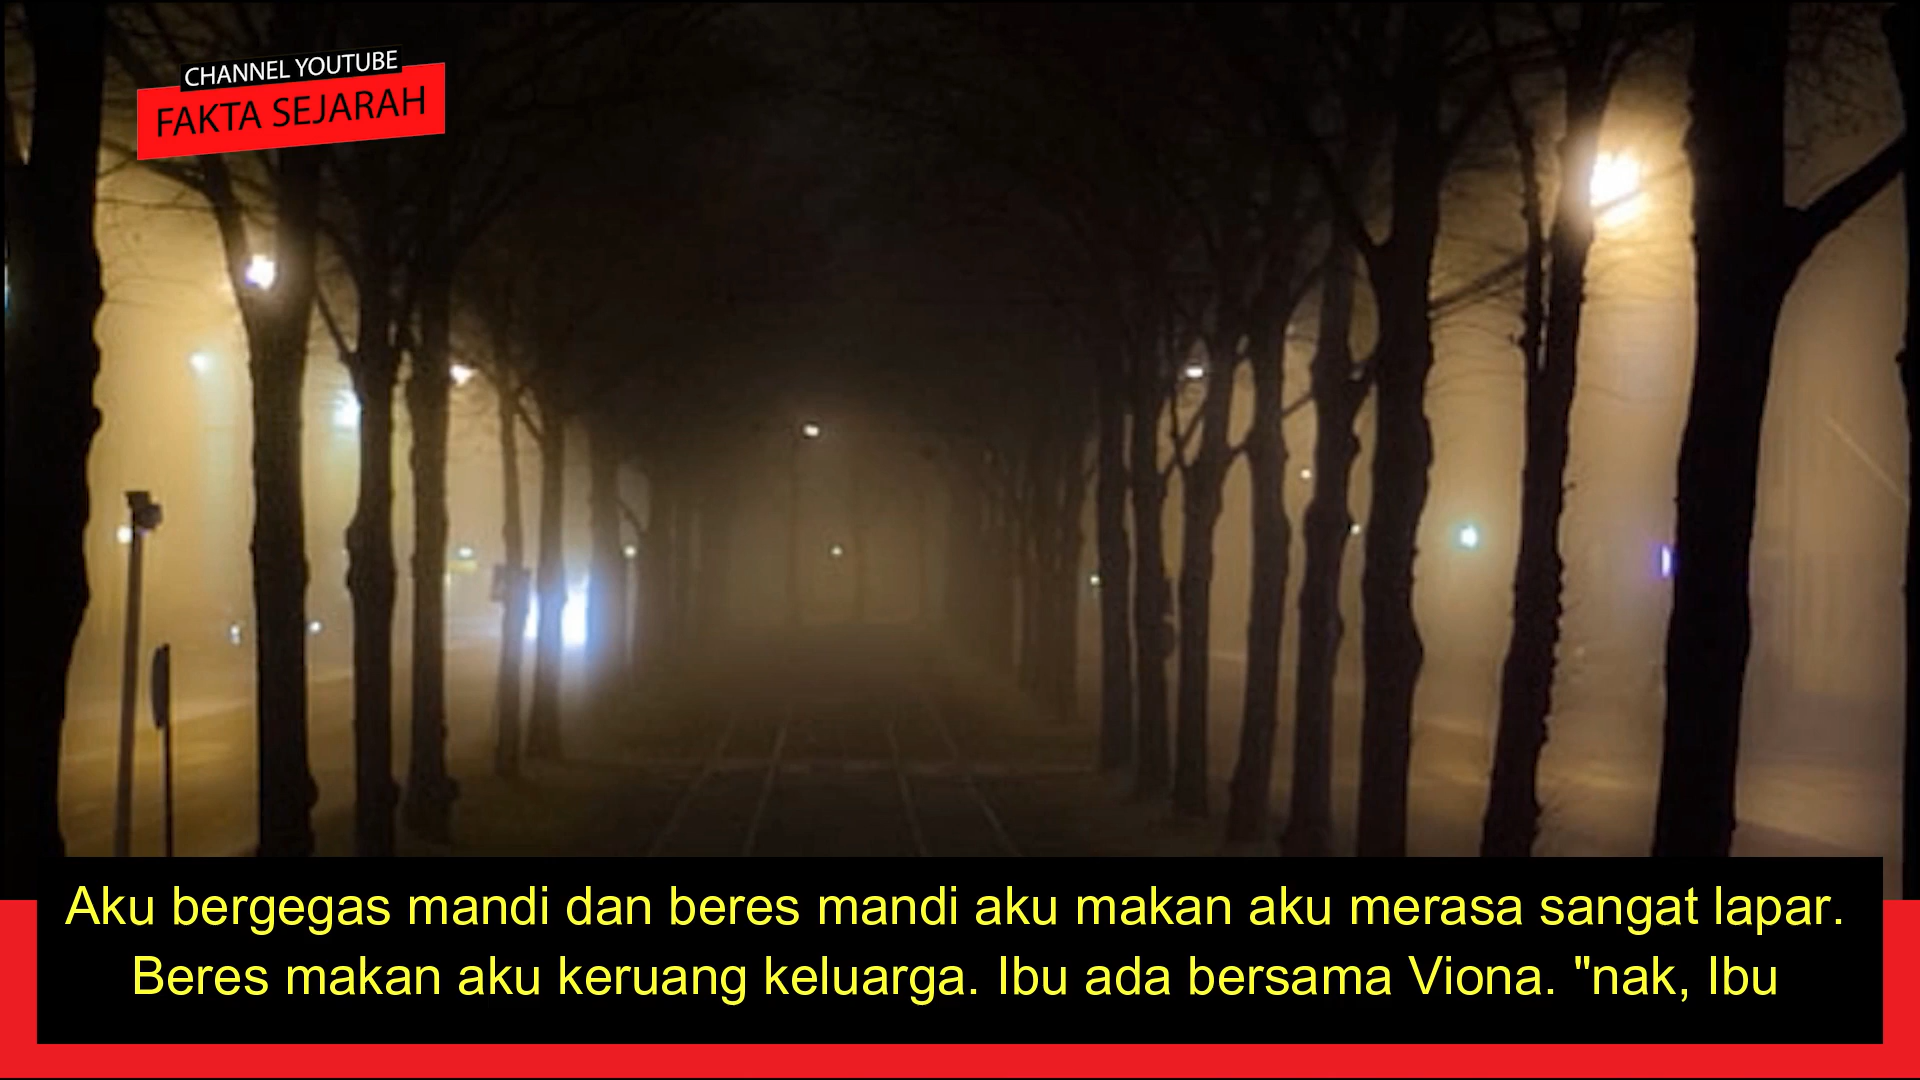 CHANNEL YOUTUBE
FAKTA SEJARAH
Aku bergegas mandi dan beres mandi aku makan aku merasa sangat lapar.
Beres makan aku keruang keluarga. Ibu ada bersama Viona. "nak, Ibu